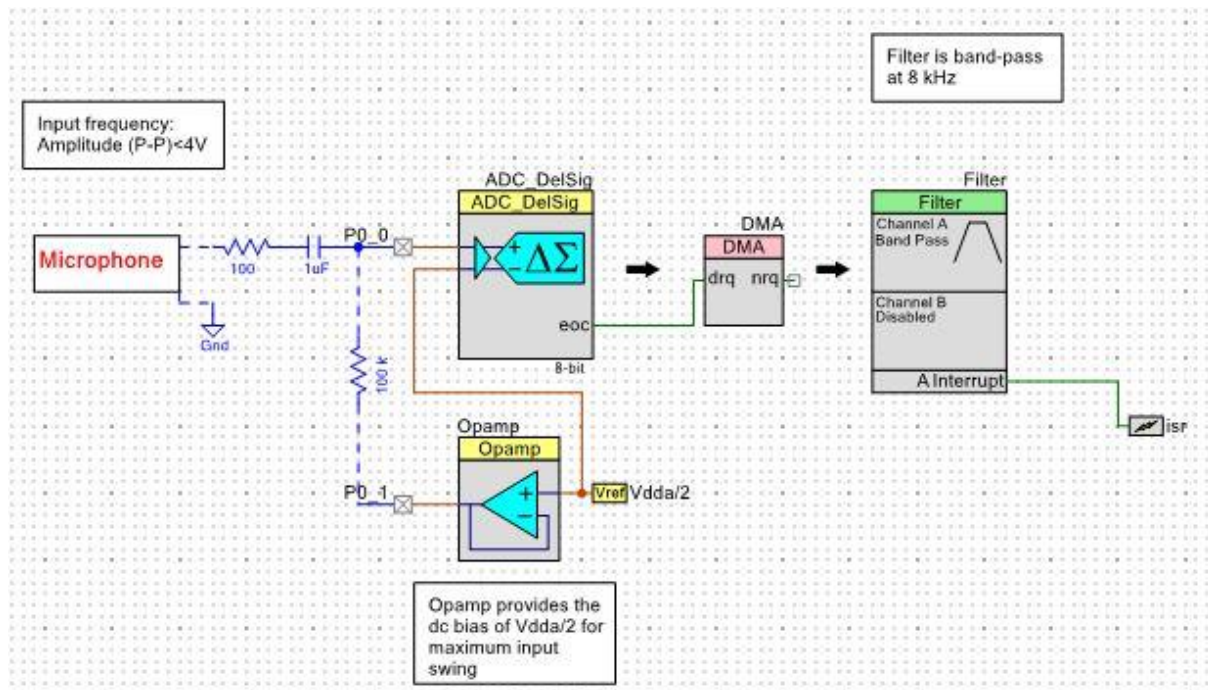 Filter is band-pass
at 8 kHz
Input frequency:
Amplitude (P-P)<4V
ADC_DelSig
ADC_DelSig
Filter
Filter
Channel A
Band Pass
DMA
DMA
P0_0
Microphone
100
1uF
ΔΣ
+
−
drq nrq
Channel B
Disabled
eoc
Gnd
8-bit
100 k
A Interrupt
isr
Opamp
Opamp
P0_1
+
−
Vref Vdda/2
Opamp provides the
dc bias of Vdda/2 for
maximum input
swing